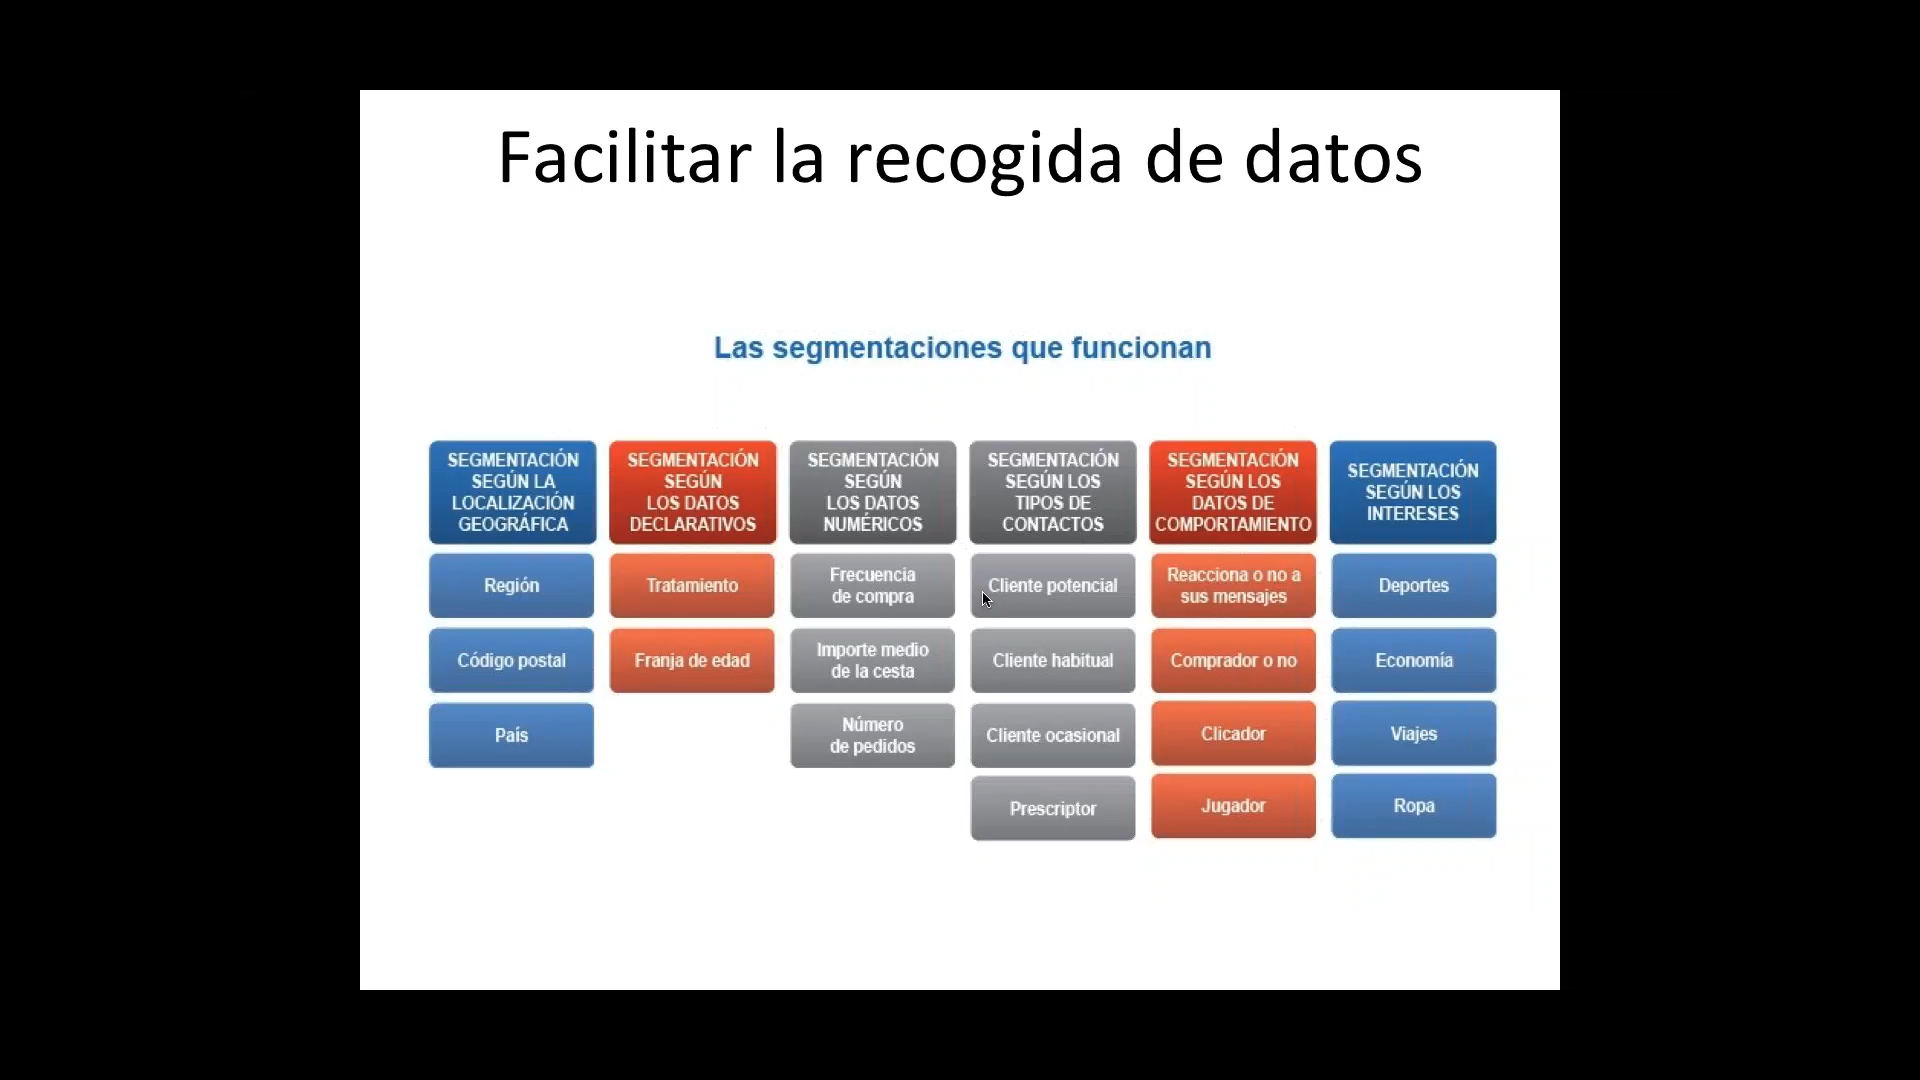 Facilitar la recogida de datos
Las segmentaciones que funcionan
SEGMENTACIÓN
SEGÚN LA
LOCALIZACIÓN
GEOGRÁFICA
Región
Código postal
País
SEGMENTACIÓN
SEGÚN
LOS DATOS
DECLARATIVOS
Tratamiento
Franja de edad
SEGMENTACIÓN
SEGÚN
LOS DATOS
NUMÉRICOS
Frecuencia
de compra
Importe medio
de la cesta
Número
de pedidos
SEGMENTACIÓN
SEGÚN LOS
TIPOS DE
CONTACTOS
Cliente potencial
Cliente habitual
Cliente ocasional
Prescriptor
SEGMENTACIÓN
SEGÚN LOS
DATOS DE
COMPORTAMIENTO
Reacciona o no a
sus mensajes
Comprador o no
Clicador
Jugador
SEGMENTACIÓN
SEGÚN LOS
INTERESES
Deportes
Economía
Viajes
Ropa